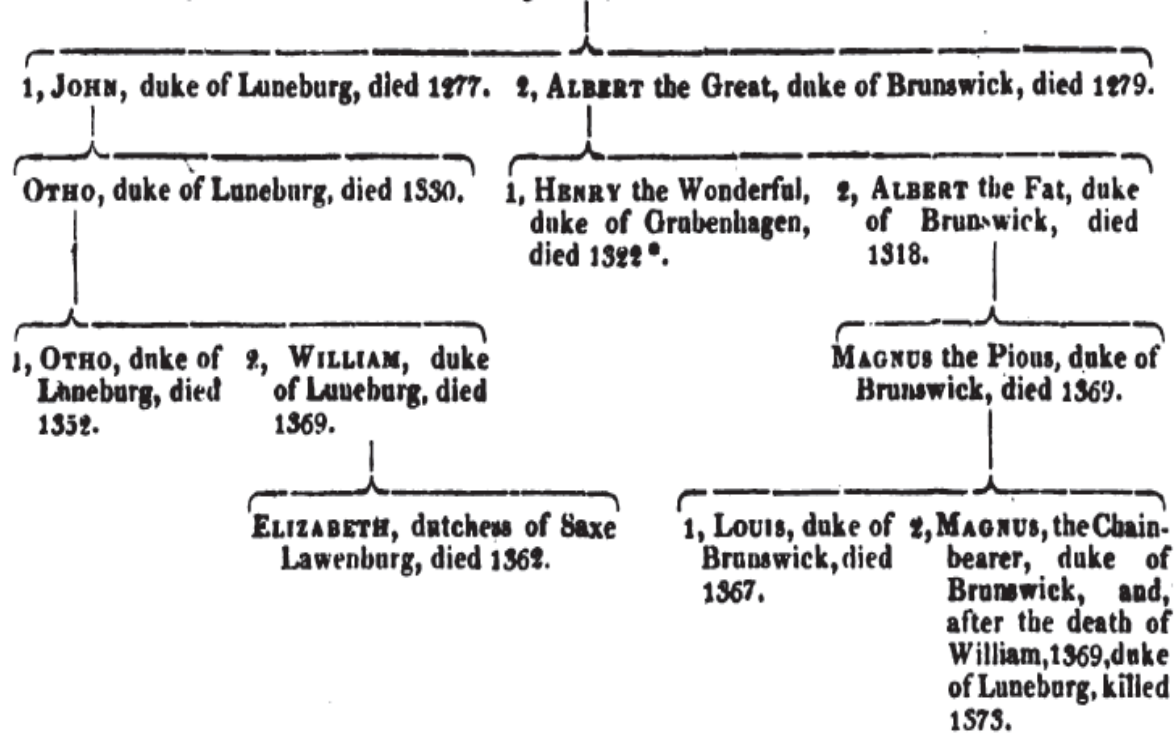 1, JOHN, duke of Luneburg, died 1277. 2, ALBERT the Great, duke of Brunswick, died 1279.
OTHO, duke of Luneburg, died 1330.
1, HENRY the Wonderful,
duke of Grubenhagen,
died 1322*.
2, ALBERT the Fat, duke
of Brunswick, died
1318.
1, OTHO, duke of
Luneburg, died
1352.
2, WILLIAM, duke
of Luneburg, died
1369.
MAGNUS the Pious, duke of
Brunswick, died 1369.
ELIZABETH, dutchess of Saxe
Lawenburg, died 1362.
1, LOUIS, duke of
Brunswick, died
1367.
2, MAGNUS, the Chain-
bearer, duke of
Brunswick, and,
after the death of
William, 1369, duke
of Luneburg, killed
1373.